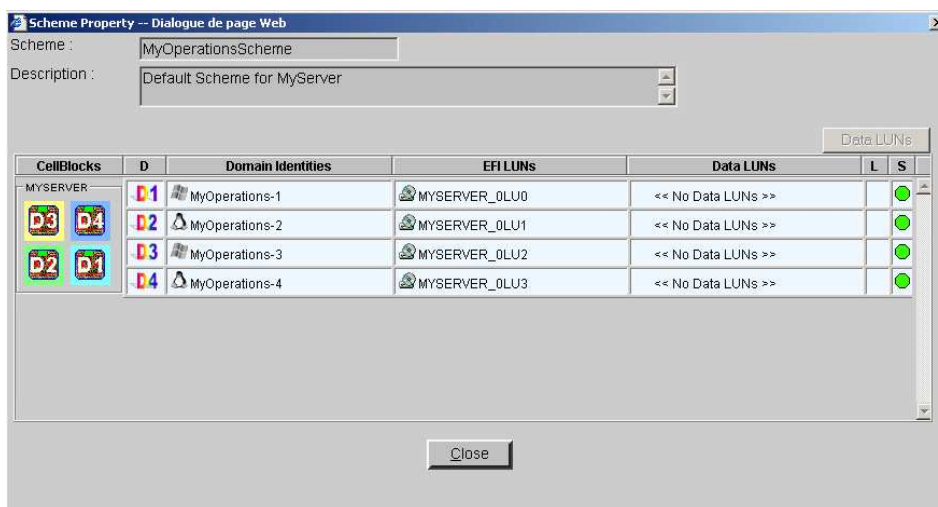 Scheme Property -- Dialogue de page Web
Scheme : MyOperationsScheme
Description : Default Scheme for MyServer
Data LUNs
CellBlocks D Domain Identities EFI LUNs Data LUNs L S
MYSERVER
D3 D4
D2 D1
D1 MyOperations-1 MYSERVER_0LU0 << No Data LUNs >>
D2 MyOperations-2 MYSERVER_0LU1 << No Data LUNs >>
D3 MyOperations-3 MYSERVER_0LU2 << No Data LUNs >>
D4 MyOperations-4 MYSERVER_0LU3 << No Data LUNs >>
Close